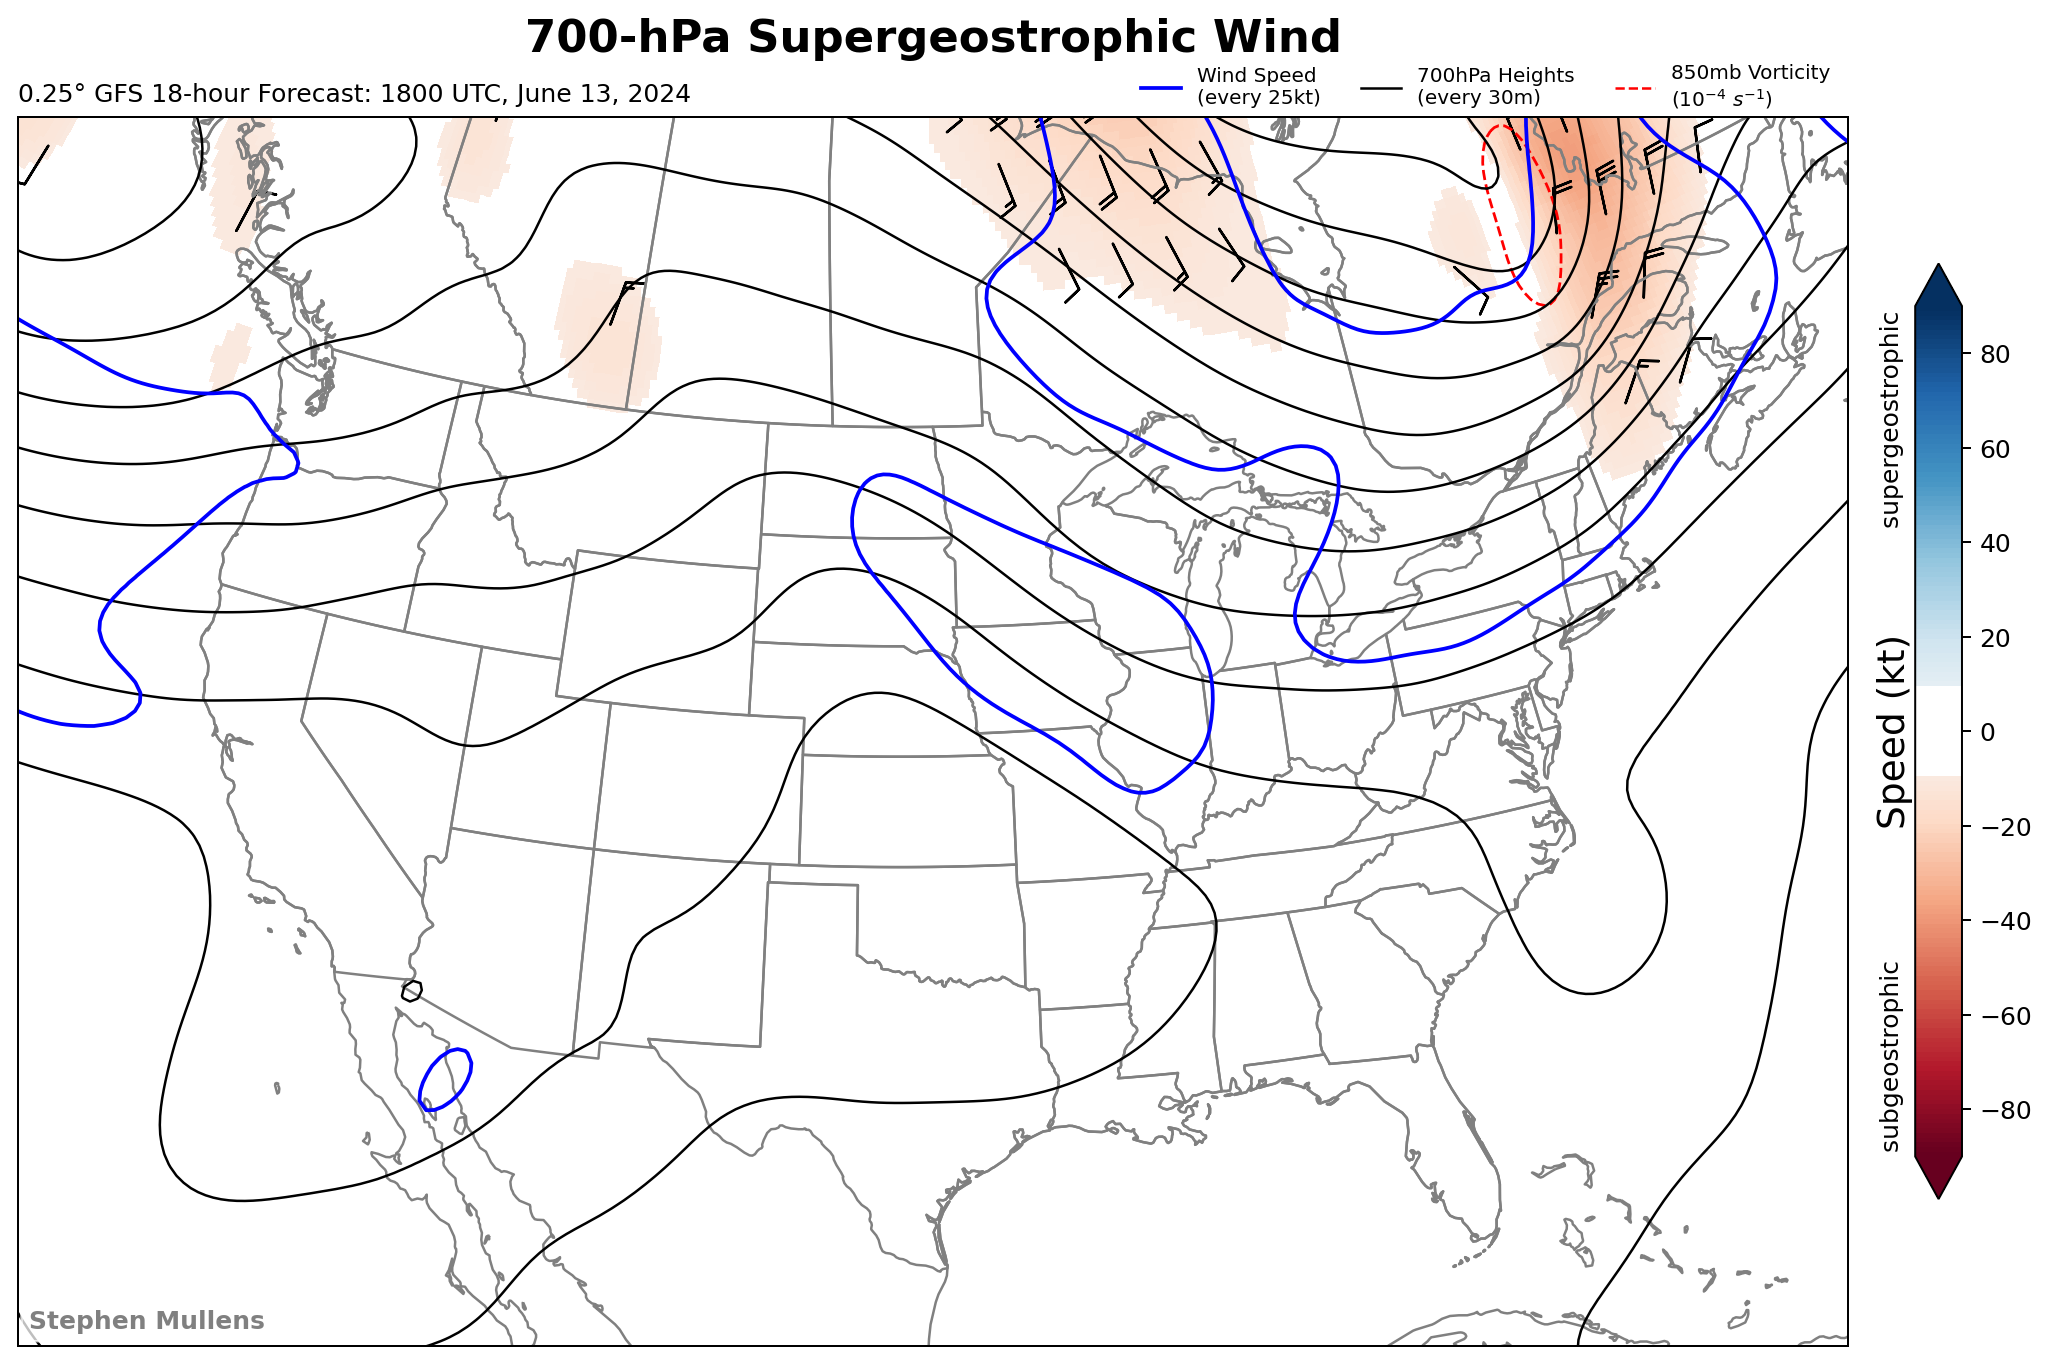 700-hPa Supergeostrophic Wind
0.25° GFS 18-hour Forecast: 1800 UTC, June 13, 2024
Wind Speed
(every 25kt)
700hPa Heights
(every 30m)
850mb Vorticity
(10⁻⁴ s⁻¹)
supergeostrophic
Speed (kt)
subgeostrophic
80
60
40
20
0
−20
−40
−60
−80
Stephen Mullens